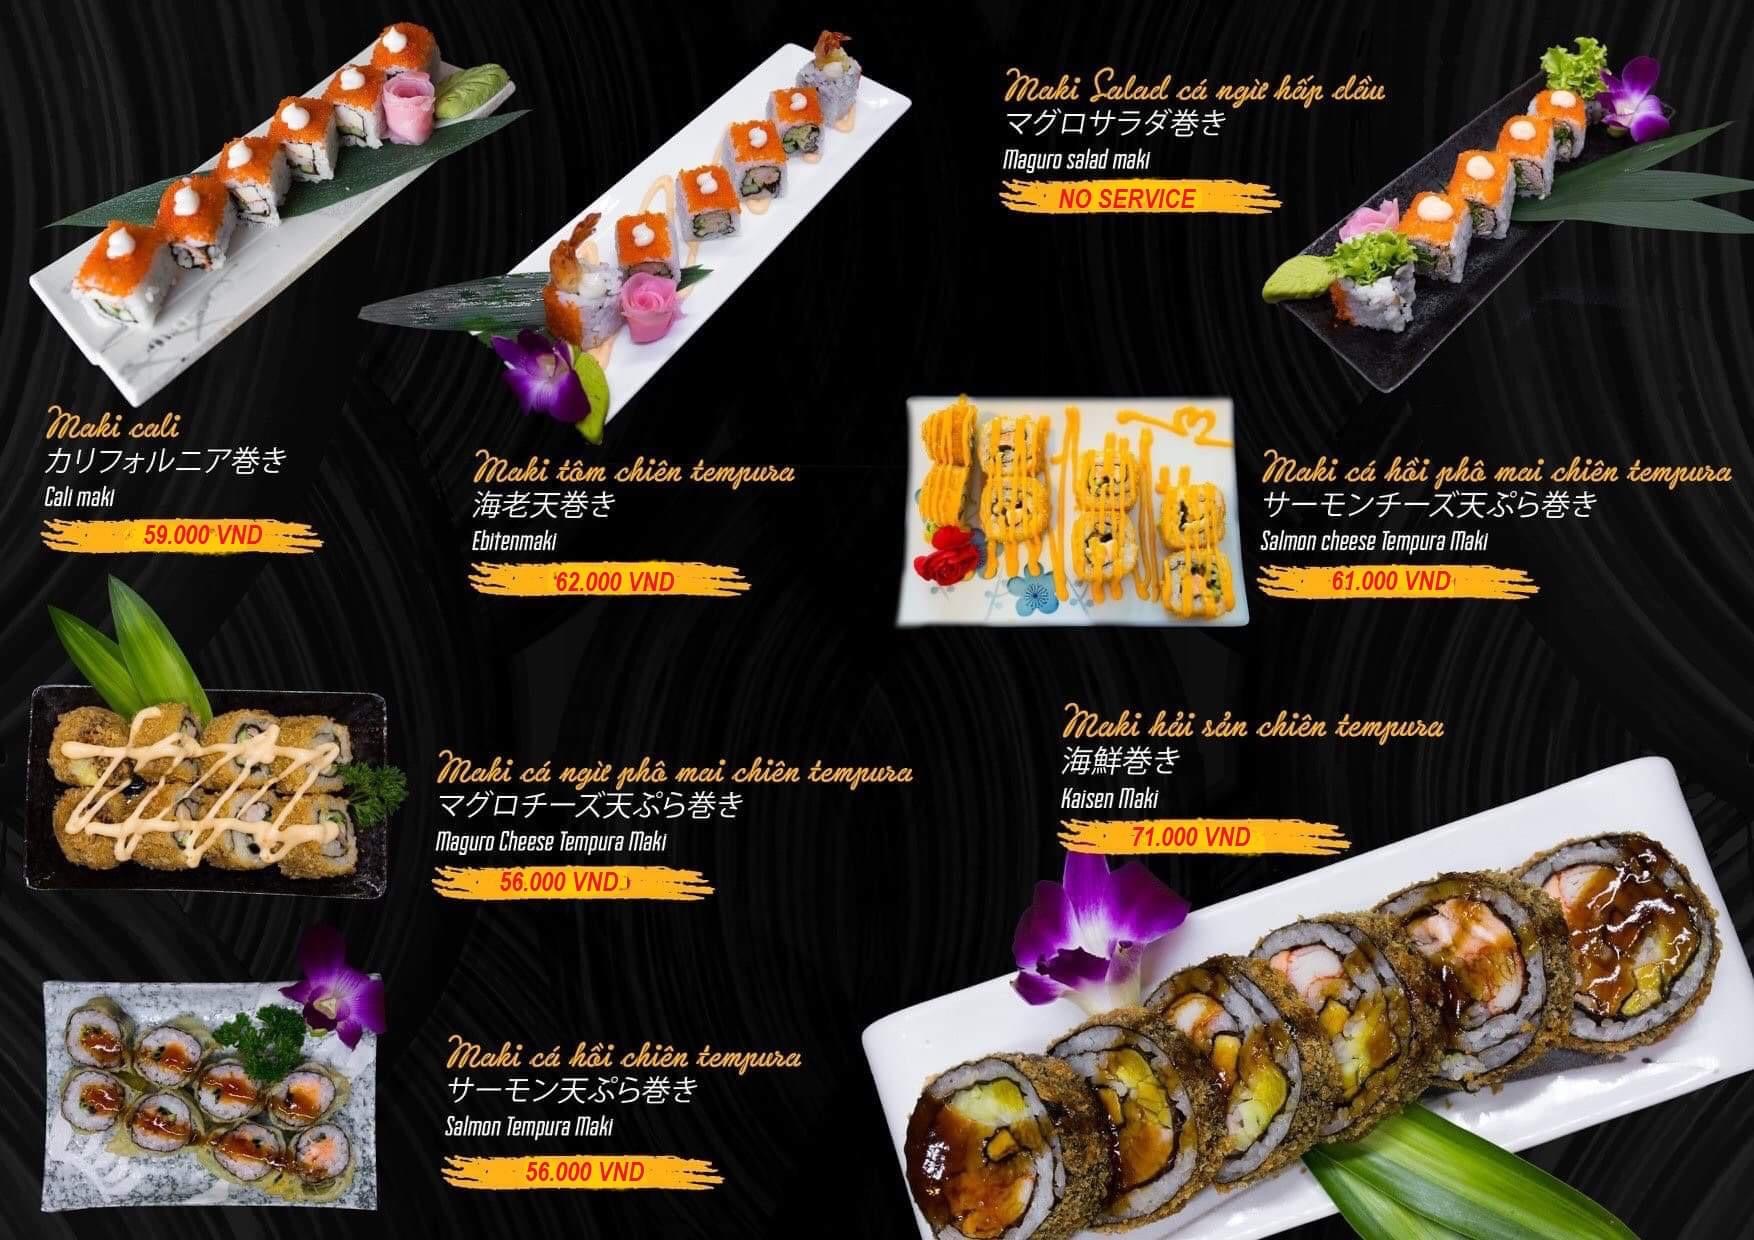 Maki cali
カリフォルニア巻き
Cali maki
59.000 VND
Maki tôm chiên tempura
海老天巻き
Ebitenmaki
62.000 VND
Maki Salad cá ngừ hấp dầu
マグロサラダ巻き
Maguro salad maki
NO SERVICE
Maki cá hồi phô mai chiên tempura
サーモンチーズ天ぷら巻き
Salmon cheese Tempura Maki
61.000 VND
Maki cá ngừ phô mai chiên tempura
マグロチーズ天ぷら巻き
Maguro Cheese Tempura Maki
56.000 VND
Maki hải sản chiên tempura
海鮮巻き
Kaisen Maki
71.000 VND
Maki cá hồi chiên tempura
サーモン天ぷら巻き
Salmon Tempura Maki
56.000 VND